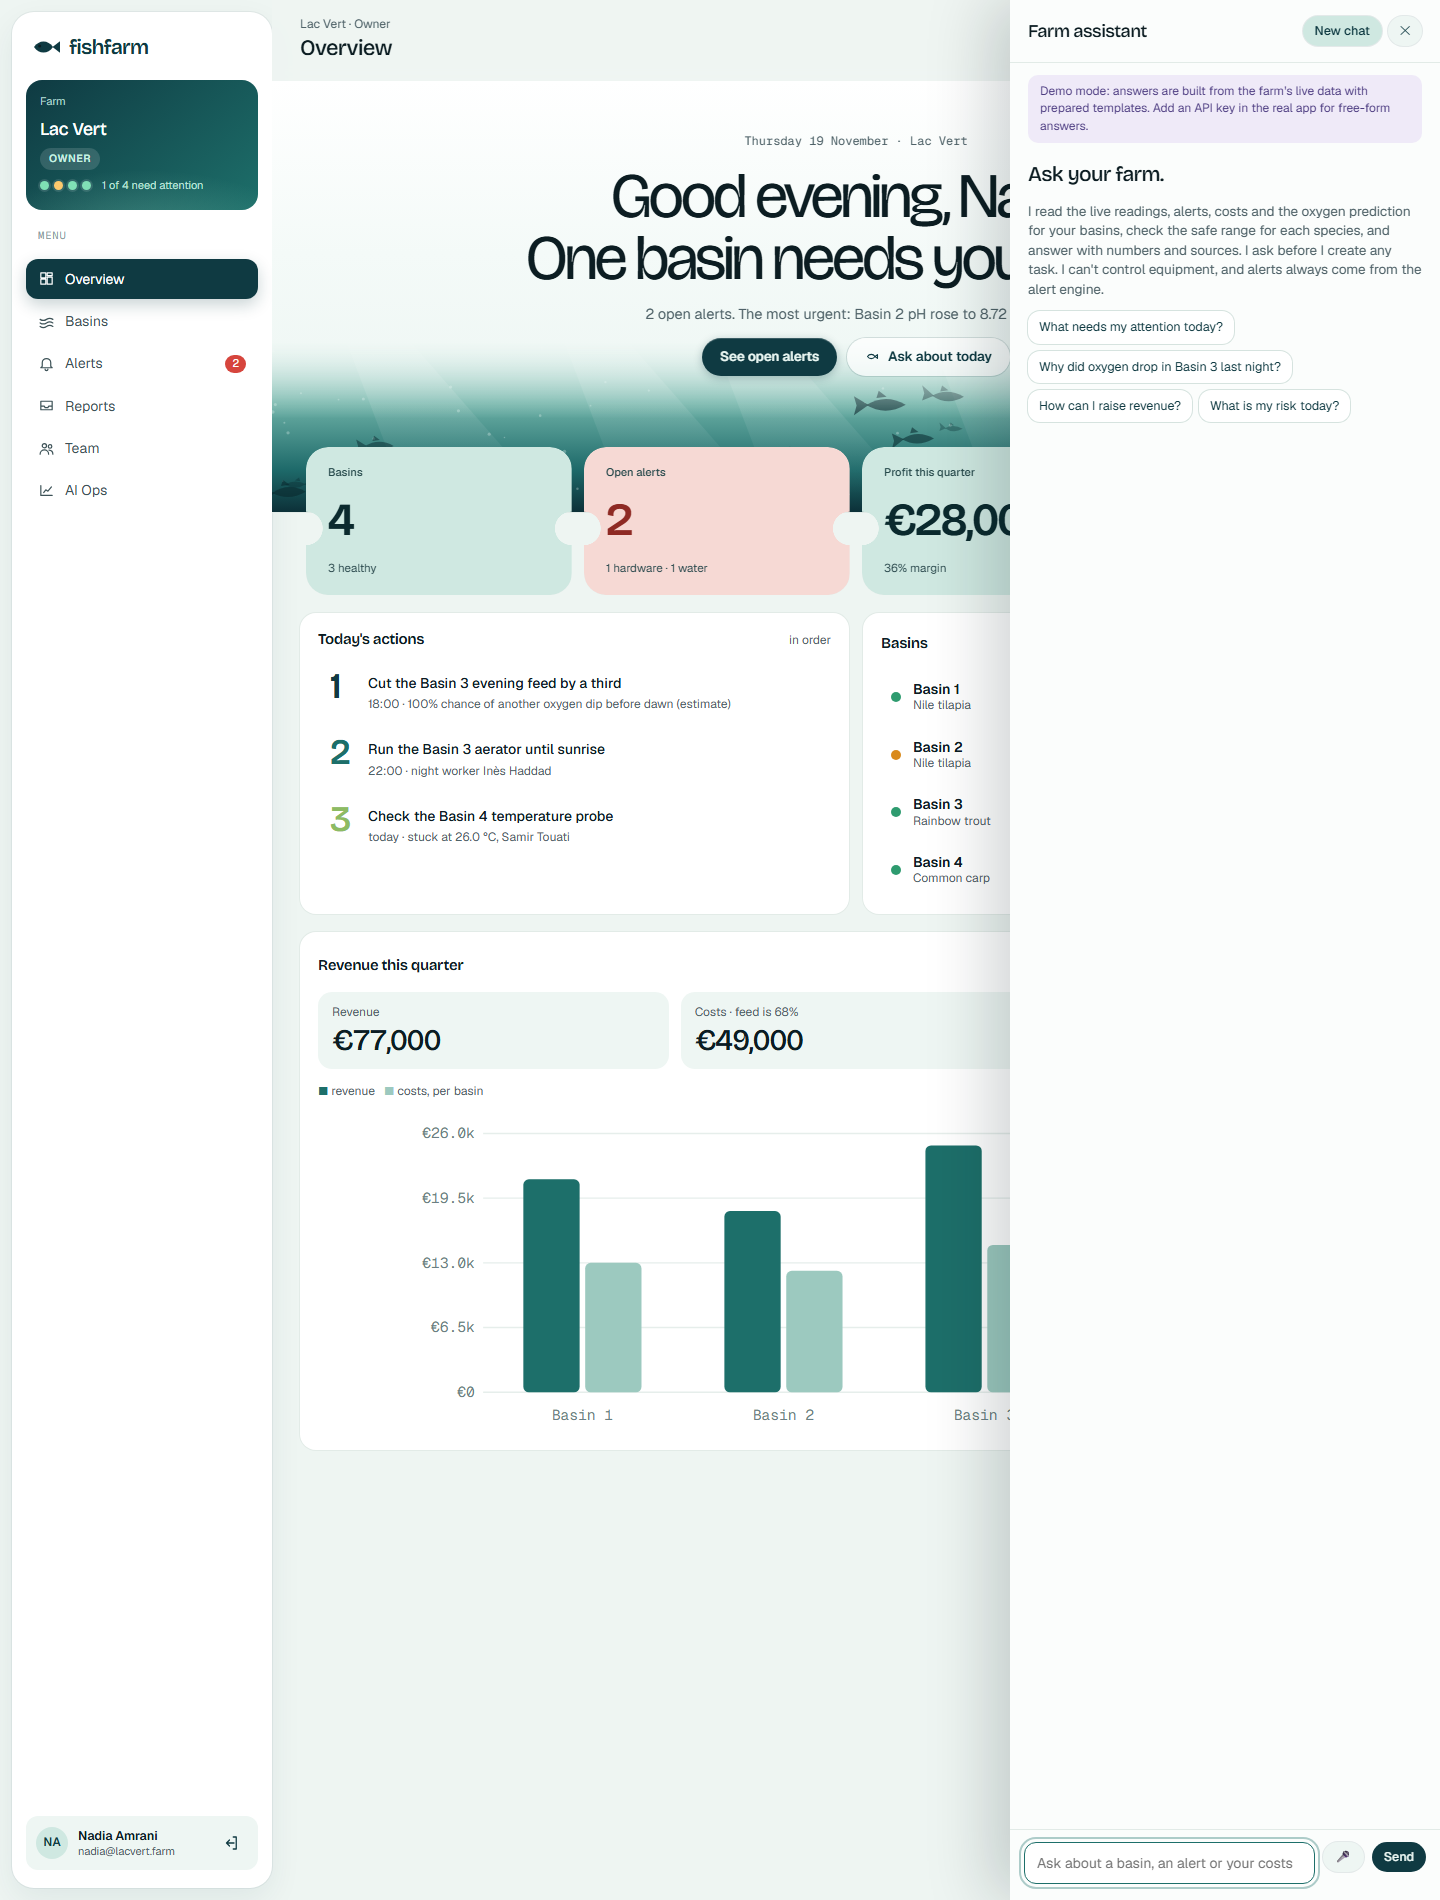 fishfarm
Farm
Lac Vert
OWNER
1 of 4 need attention
MENU
Overview
Basins
Alerts
2
Reports
Team
AI Ops
NA
Nadia Amrani
nadia@lacvert.farm
Lac Vert · Owner
Overview
Thursday 19 November · Lac Vert
Good evening, Na
One basin needs you
2 open alerts. The most urgent: Basin 2 pH rose to 8.72
See open alerts
Ask about today
Basins
4
3 healthy
Open alerts
2
1 hardware · 1 water
Profit this quarter
€28,00
36% margin
Today's actions
in order
1
Cut the Basin 3 evening feed by a third
18:00 · 100% chance of another oxygen dip before dawn (estimate)
2
Run the Basin 3 aerator until sunrise
22:00 · night worker Inès Haddad
3
Check the Basin 4 temperature probe
today · stuck at 26.0 °C, Samir Touati
Basins
Basin 1
Nile tilapia
Basin 2
Nile tilapia
Basin 3
Rainbow trout
Basin 4
Common carp
Revenue this quarter
Revenue
€77,000
Costs · feed is 68%
€49,000
revenue
costs, per basin
€26.0k
€19.5k
€13.0k
€6.5k
€0
Basin 1
Basin 2
Basin 3
Farm assistant
New chat
Demo mode: answers are built from the farm's live data with
prepared templates. Add an API key in the real app for free-form
answers.
Ask your farm.
I read the live readings, alerts, costs and the oxygen prediction
for your basins, check the safe range for each species, and
answer with numbers and sources. I ask before I create any
task. I can't control equipment, and alerts always come from the
alert engine.
What needs my attention today?
Why did oxygen drop in Basin 3 last night?
How can I raise revenue?
What is my risk today?
Ask about a basin, an alert or your costs
Send